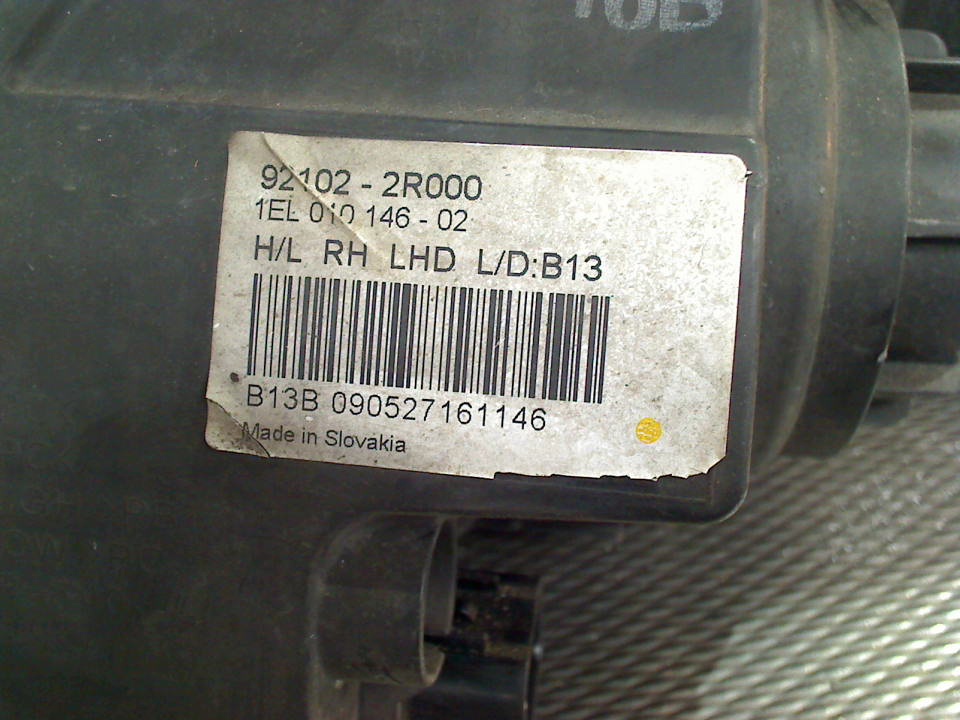 92102 - 2R000
1EL 010 146 - 02
H/L RH LHD L/D:B13
B13B 090527161146
Made in Slovakia